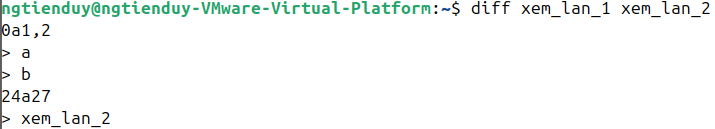 ngtienduy@ngtienduy-VMware-Virtual-Platform:~$ diff xem_lan_1 xem_lan_2
0a1,2
> a
> b
24a27
> xem_lan_2